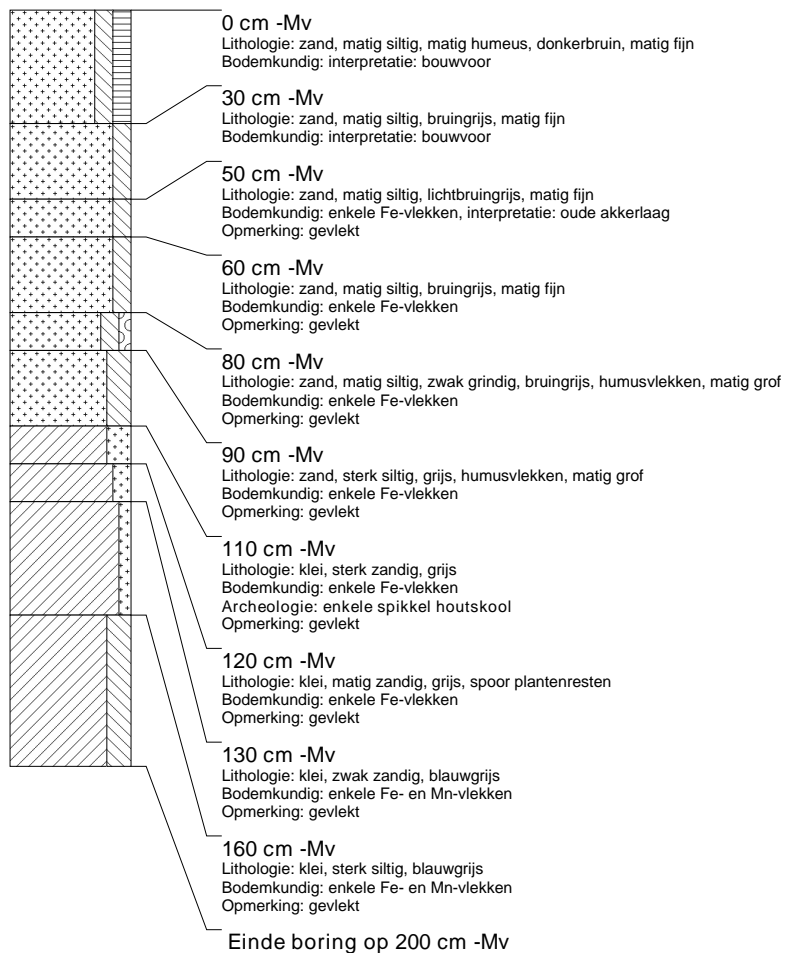 0 cm -Mv
Lithologie: zand, matig siltig, matig humeus, donkerbruin, matig fijn
Bodemkundig: interpretatie: bouwvoor
30 cm -Mv
Lithologie: zand, matig siltig, bruingrijs, matig fijn
Bodemkundig: interpretatie: bouwvoor
50 cm -Mv
Lithologie: zand, matig siltig, lichtbruingrijs, matig fijn
Bodemkundig: enkele Fe-vlekken, interpretatie: oude akkerlaag
Opmerking: gevlekt
60 cm -Mv
Lithologie: zand, matig siltig, bruingrijs, matig fijn
Bodemkundig: enkele Fe-vlekken
Opmerking: gevlekt
80 cm -Mv
Lithologie: zand, matig siltig, zwak grindig, bruingrijs, humusvlekken, matig grof
Bodemkundig: enkele Fe-vlekken
Opmerking: gevlekt
90 cm -Mv
Lithologie: zand, sterk siltig, grijs, humusvlekken, matig grof
Bodemkundig: enkele Fe-vlekken
Opmerking: gevlekt
110 cm -Mv
Lithologie: klei, sterk zandig, grijs
Bodemkundig: enkele Fe-vlekken
Archeologie: enkele spikkel houtskool
Opmerking: gevlekt
120 cm -Mv
Lithologie: klei, matig zandig, grijs, spoor plantenresten
Bodemkundig: enkele Fe-vlekken
Opmerking: gevlekt
130 cm -Mv
Lithologie: klei, zwak zandig, blauwgrijs
Bodemkundig: enkele Fe- en Mn-vlekken
Opmerking: gevlekt
160 cm -Mv
Lithologie: klei, sterk siltig, blauwgrijs
Bodemkundig: enkele Fe- en Mn-vlekken
Opmerking: gevlekt
Einde boring op 200 cm -Mv